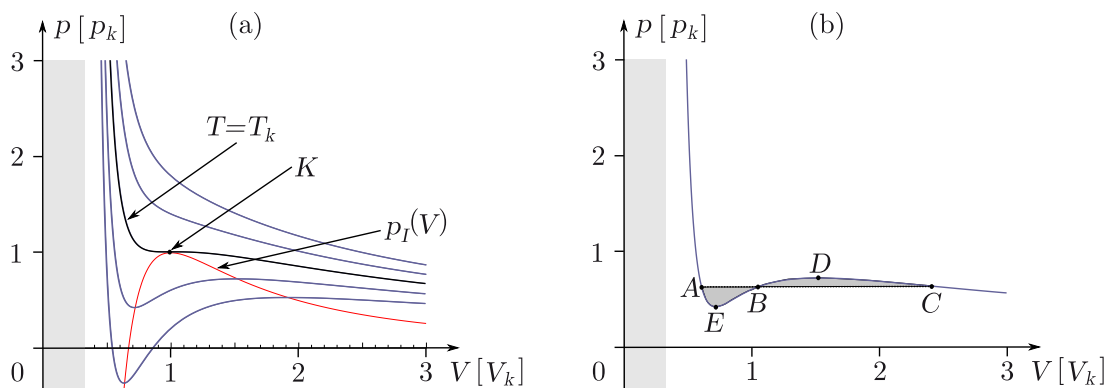 p [p_k] (a)
3
T=T_k
2
K
p_I(V)
1
0 1 2 3 V [V_k]
p [p_k] (b)
3
2
1
D
A B C
E
0 1 2 3 V [V_k]